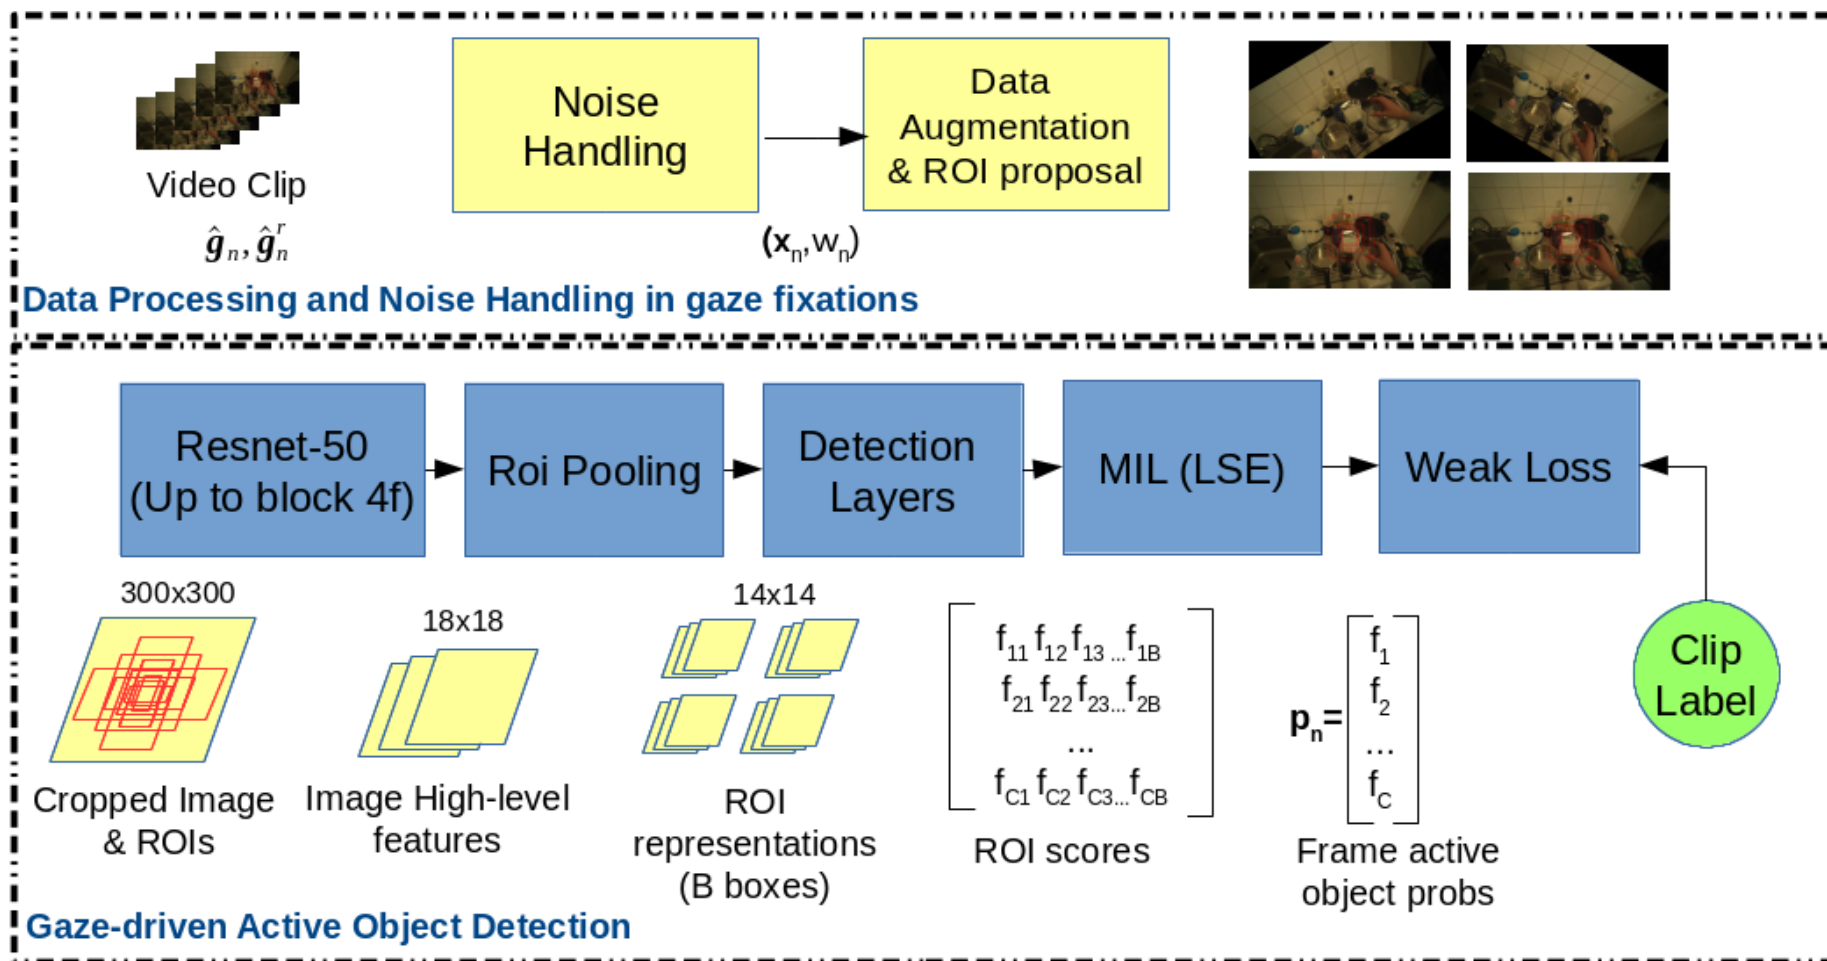 Noise
Handling
Data
Augmentation
& ROI proposal
Video Clip
ĝₙ, ĝₙʳ
(xₙ,wₙ)
Data Processing and Noise Handling in gaze fixations
Resnet-50
(Up to block 4f)
Roi Pooling
Detection
Layers
MIL (LSE)
Weak Loss
300x300
18x18
14x14
Cropped Image
& ROIs
Image High-level
features
ROI
representations
(B boxes)
f11 f12 f13 ... f1B
f21 f22 f23... f2B
...
fC1 fC2 fC3... fCB
ROI scores
pₙ=
f1
f2
...
fC
Frame active
object probs
Clip
Label
Gaze-driven Active Object Detection